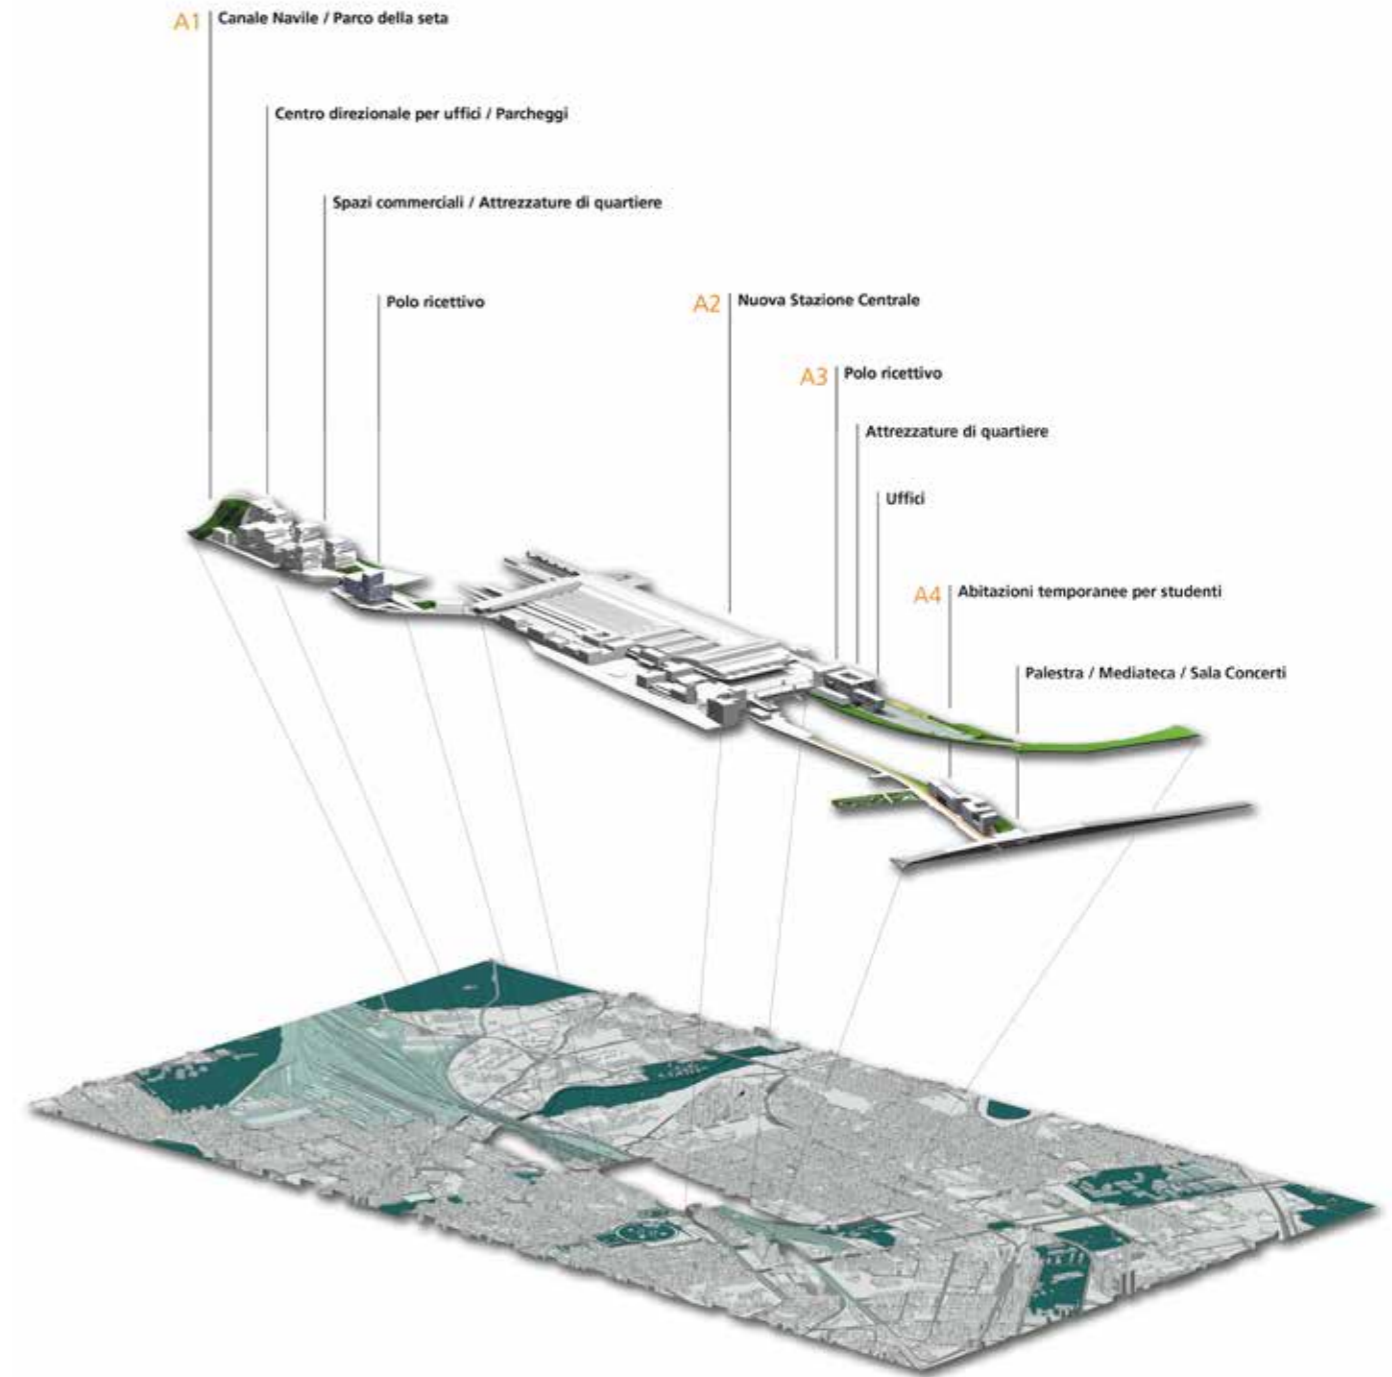 A1 Canale Navile / Parco della seta
Centro direzionale per uffici / Parcheggi
Spazi commerciali / Attrezzature di quartiere
Polo ricettivo
A2 Nuova Stazione Centrale
A3 Polo ricettivo
Attrezzature di quartiere
Uffici
A4 Abitazioni temporanee per studenti
Palestra / Mediateca / Sala Concerti